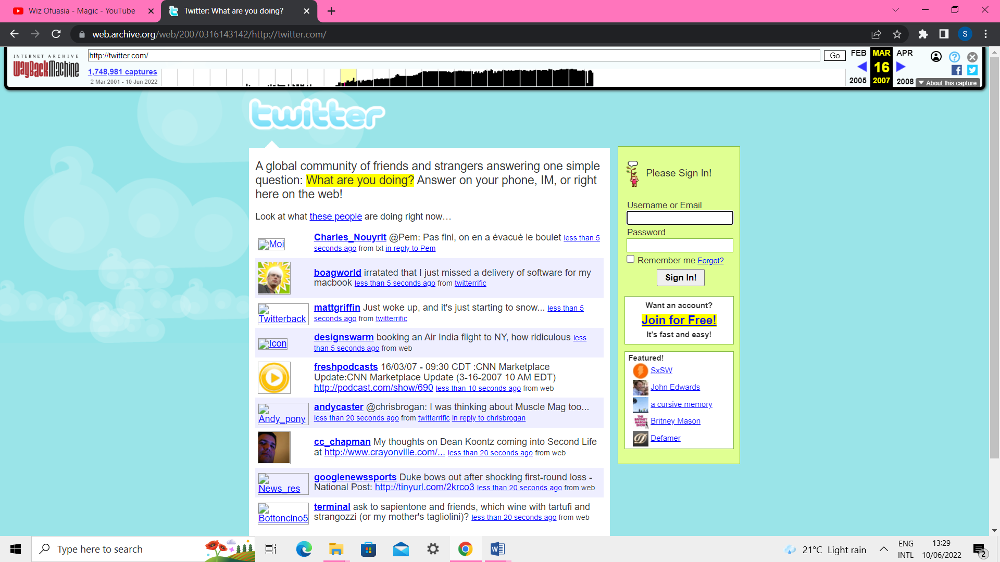 Wiz Ofuasia - Magic - YouTube
Twitter: What are you doing?
web.archive.org/web/20070316143142/http://twitter.com/
S
INTERNET ARCHIVE
WayBackMachine
http://twitter.com/
Go
1,748,981 captures
2 Mar 2001 - 10 Jun 2022
FEB MAR APR
16
2005 2007 2008
About this capture
twitter
A global community of friends and strangers answering one simple
question: What are you doing? Answer on your phone, IM, or right
here on the web!
Look at what these people are doing right now…
Moi
Charles_Nouyrit @Pem: Pas fini, on en a évacué le boulet less than 5
seconds ago from txt in reply to Pem
boagworld irratated that I just missed a delivery of software for my
macbook less than 5 seconds ago from twitterrific
Twitterback
mattgriffin Just woke up, and it's just starting to snow... less than 5
seconds ago from twitterrific
Icon
designswarm booking an Air India flight to NY, how ridiculous less
than 5 seconds ago from web
freshpodcasts 16/03/07 - 09:30 CDT :CNN Marketplace
Update:CNN Marketplace Update (3-16-2007 10 AM EDT)
http://podcast.com/show/690 less than 10 seconds ago from web
Andy_pony
andycaster @chrisbrogan: I was thinking about Muscle Mag too...
less than 20 seconds ago from twitterrific in reply to chrisbrogan
cc_chapman My thoughts on Dean Koontz coming into Second Life
at http://www.crayonville.com/... less than 20 seconds ago from web
News_res
googlenewssports Duke bows out after shocking first-round loss -
National Post: http://tinyurl.com/2krco3 less than 20 seconds ago from web
Bottoncino5
terminal ask to sapientone and friends, which wine with tartufi and
strangozzi (or my mother's tagliolini)? less than 20 seconds ago from web
Please Sign In!
Username or Email
Password
Remember me Forgot?
Sign In!
Want an account?
Join for Free!
It's fast and easy!
Featured!
SxSW
John Edwards
a cursive memory
THE BRITNEY MASON SHOW
Britney Mason
Defamer
Type here to search
21°C Light rain
ENG
INTL
13:29
10/06/2022
2